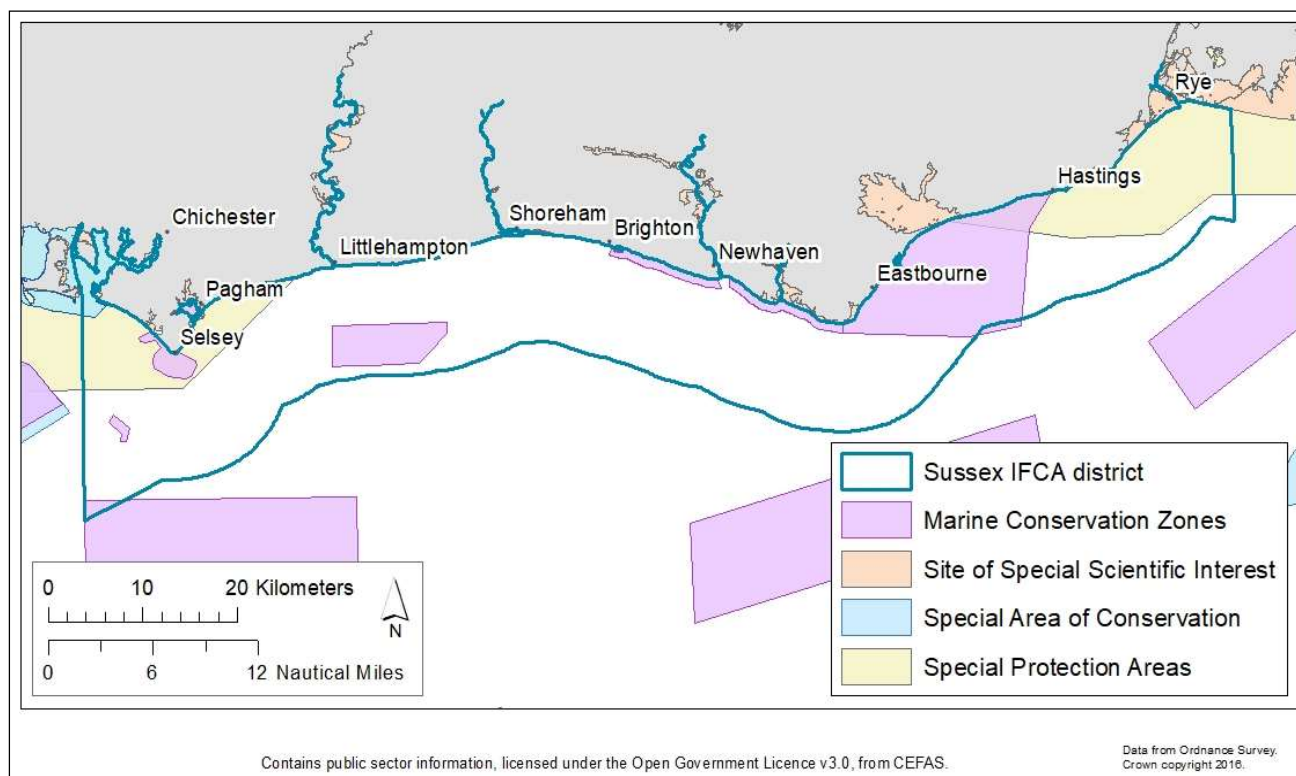 Rye
Hastings
Chichester
Shoreham
Brighton
Littlehampton
Newhaven
Eastbourne
Pagham
Selsey
Sussex IFCA district
Marine Conservation Zones
Site of Special Scientific Interest
Special Area of Conservation
Special Protection Areas
0 10 20 Kilometers
N
0 6 12 Nautical Miles
Contains public sector information, licensed under the Open Government Licence v3.0, from CEFAS.
Data from Ordnance Survey.
Crown copyright 2016.